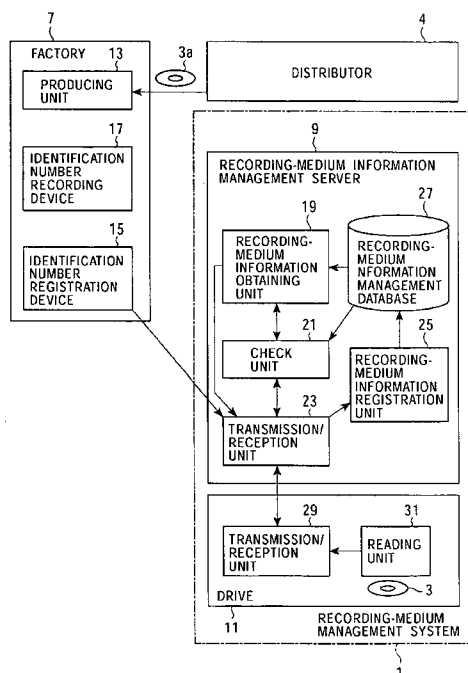 7
4
FACTORY
13
3a
DISTRIBUTOR
PRODUCING
UNIT
17
9
IDENTIFICATION
NUMBER
RECORDING
DEVICE
RECORDING-MEDIUM INFORMATION
MANAGEMENT SERVER
19
27
15
IDENTIFICATION
NUMBER
REGISTRATION
DEVICE
RECORDING-
MEDIUM
INFORMATION
OBTAINING
UNIT
RECORDING-
MEDIUM
NFORMATION
MANAGEMENT
DATABASE
21
25
CHECK
UNIT
RECORDING-
MEDIUM
INFORMATION
REGISTRATION
UNIT
23
TRANSMISSION/
RECEPTION
UNIT
29
31
TRANSMISSION/
RECEPTION
UNIT
READING
UNIT
3
DRIVE
11
RECORDING-MEDIUM
MANAGEMENT SYSTEM
1